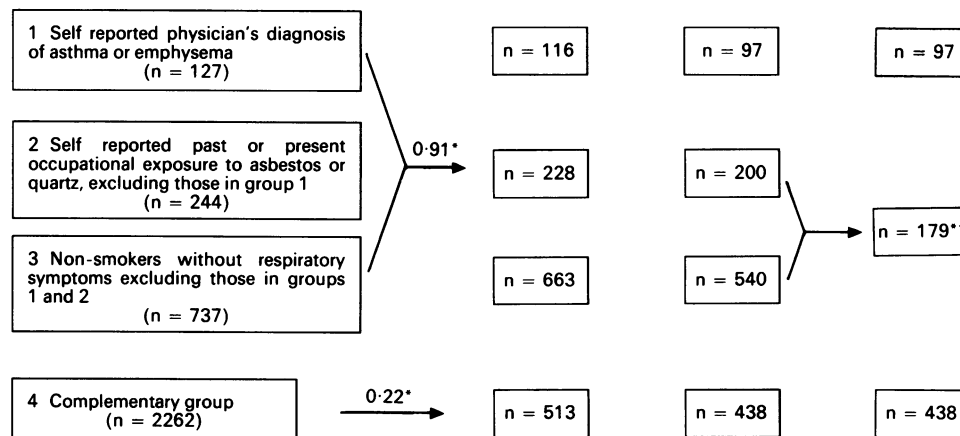 1 Self reported physician's diagnosis
of asthma or emphysema
(n = 127)
n = 116
n = 97
n = 97
2 Self reported past or present
occupational exposure to asbestos or
quartz, excluding those in group 1
(n = 244)
0·91*
n = 228
n = 200
n = 179*
3 Non-smokers without respiratory
symptoms excluding those in groups
1 and 2
(n = 737)
n = 663
n = 540
4 Complementary group
(n = 2262)
0·22*
n = 513
n = 438
n = 438